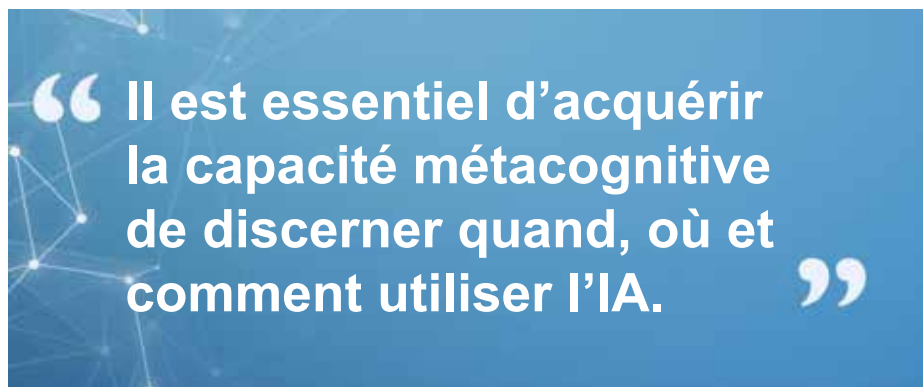 “ Il est essentiel d’acquérir
la capacité métacognitive
de discerner quand, où et
comment utiliser l’IA. ”